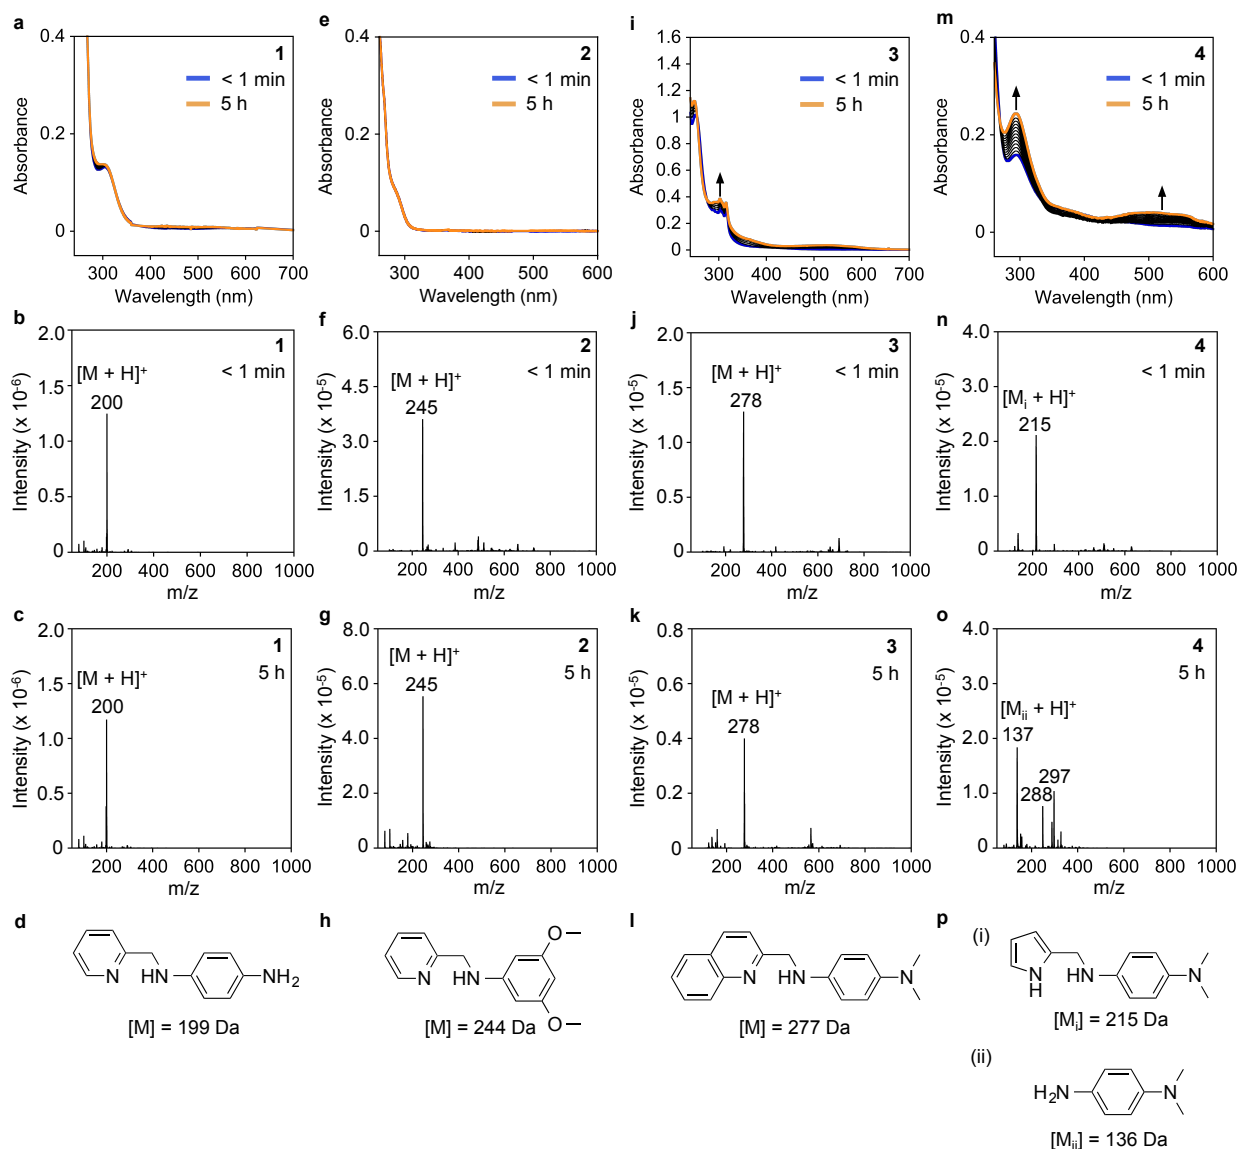 a
0.4
0.2
0
Absorbance
1
< 1 min
5 h
300 400 500 600 700
Wavelength (nm)
e
0.4
0.2
0
Absorbance
2
< 1 min
5 h
300 400 500 600
Wavelength (nm)
i
1.6
1.4
1.2
1
0.8
0.6
0.4
0.2
0
Absorbance
3
< 1 min
5 h
300 400 500 600 700
Wavelength (nm)
m
0.4
0.2
0
Absorbance
4
< 1 min
5 h
300 400 500 600
Wavelength (nm)
b
2.0
1.5
1.0
0.5
0
Intensity (x 10⁻⁶)
1
< 1 min
[M + H]⁺
200
200 400 600 800 1000
m/z
f
6.0
4.5
3.0
1.5
0
Intensity (x 10⁻⁵)
2
< 1 min
[M + H]⁺
245
200 400 600 800 1000
m/z
j
2.0
1.5
1.0
0.5
0
Intensity (x 10⁻⁵)
3
< 1 min
[M + H]⁺
278
200 400 600 800 1000
m/z
n
4.0
3.0
2.0
1.0
0
Intensity (x 10⁻⁵)
4
< 1 min
[Mᵢ + H]⁺
215
200 400 600 800 1000
m/z
c
2.0
1.5
1.0
0.5
0
Intensity (x 10⁻⁶)
1
5 h
[M + H]⁺
200
200 400 600 800 1000
m/z
g
8.0
6.0
4.0
2.0
0
Intensity (x 10⁻⁵)
2
5 h
[M + H]⁺
245
200 400 600 800 1000
m/z
k
0.8
0.6
0.4
0.2
0
Intensity (x 10⁻⁵)
3
5 h
[M + H]⁺
278
200 400 600 800 1000
m/z
o
4.0
3.0
2.0
1.0
0
Intensity (x 10⁻⁵)
4
5 h
[Mᵢᵢ + H]⁺
137
297
288
200 400 600 800 1000
m/z
d
N
HN
NH₂
[M] = 199 Da
h
N
HN
O
O
[M] = 244 Da
l
N
HN
N
[M] = 277 Da
p
(i)
N
H
HN
N
[Mᵢ] = 215 Da
(ii)
H₂N
N
[Mᵢᵢ] = 136 Da